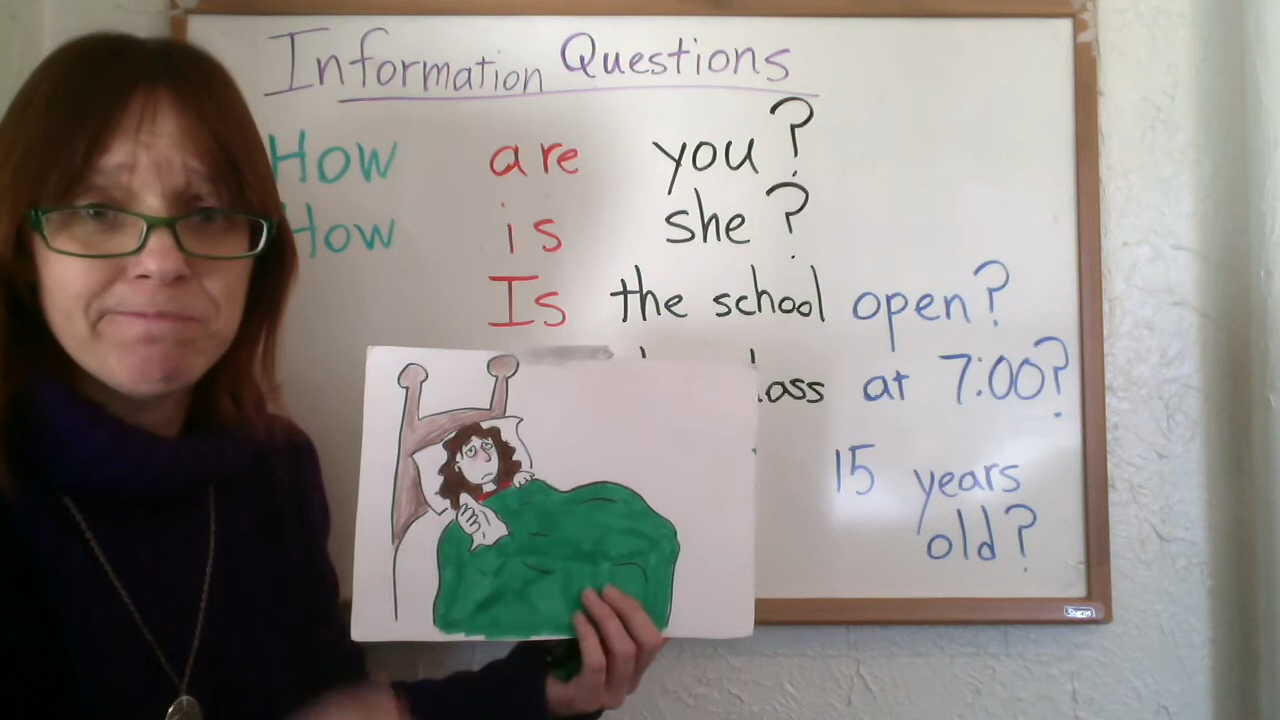 Information Questions
How are you?
How is she?
Is the school open?
at 7:00?
15 years
old?